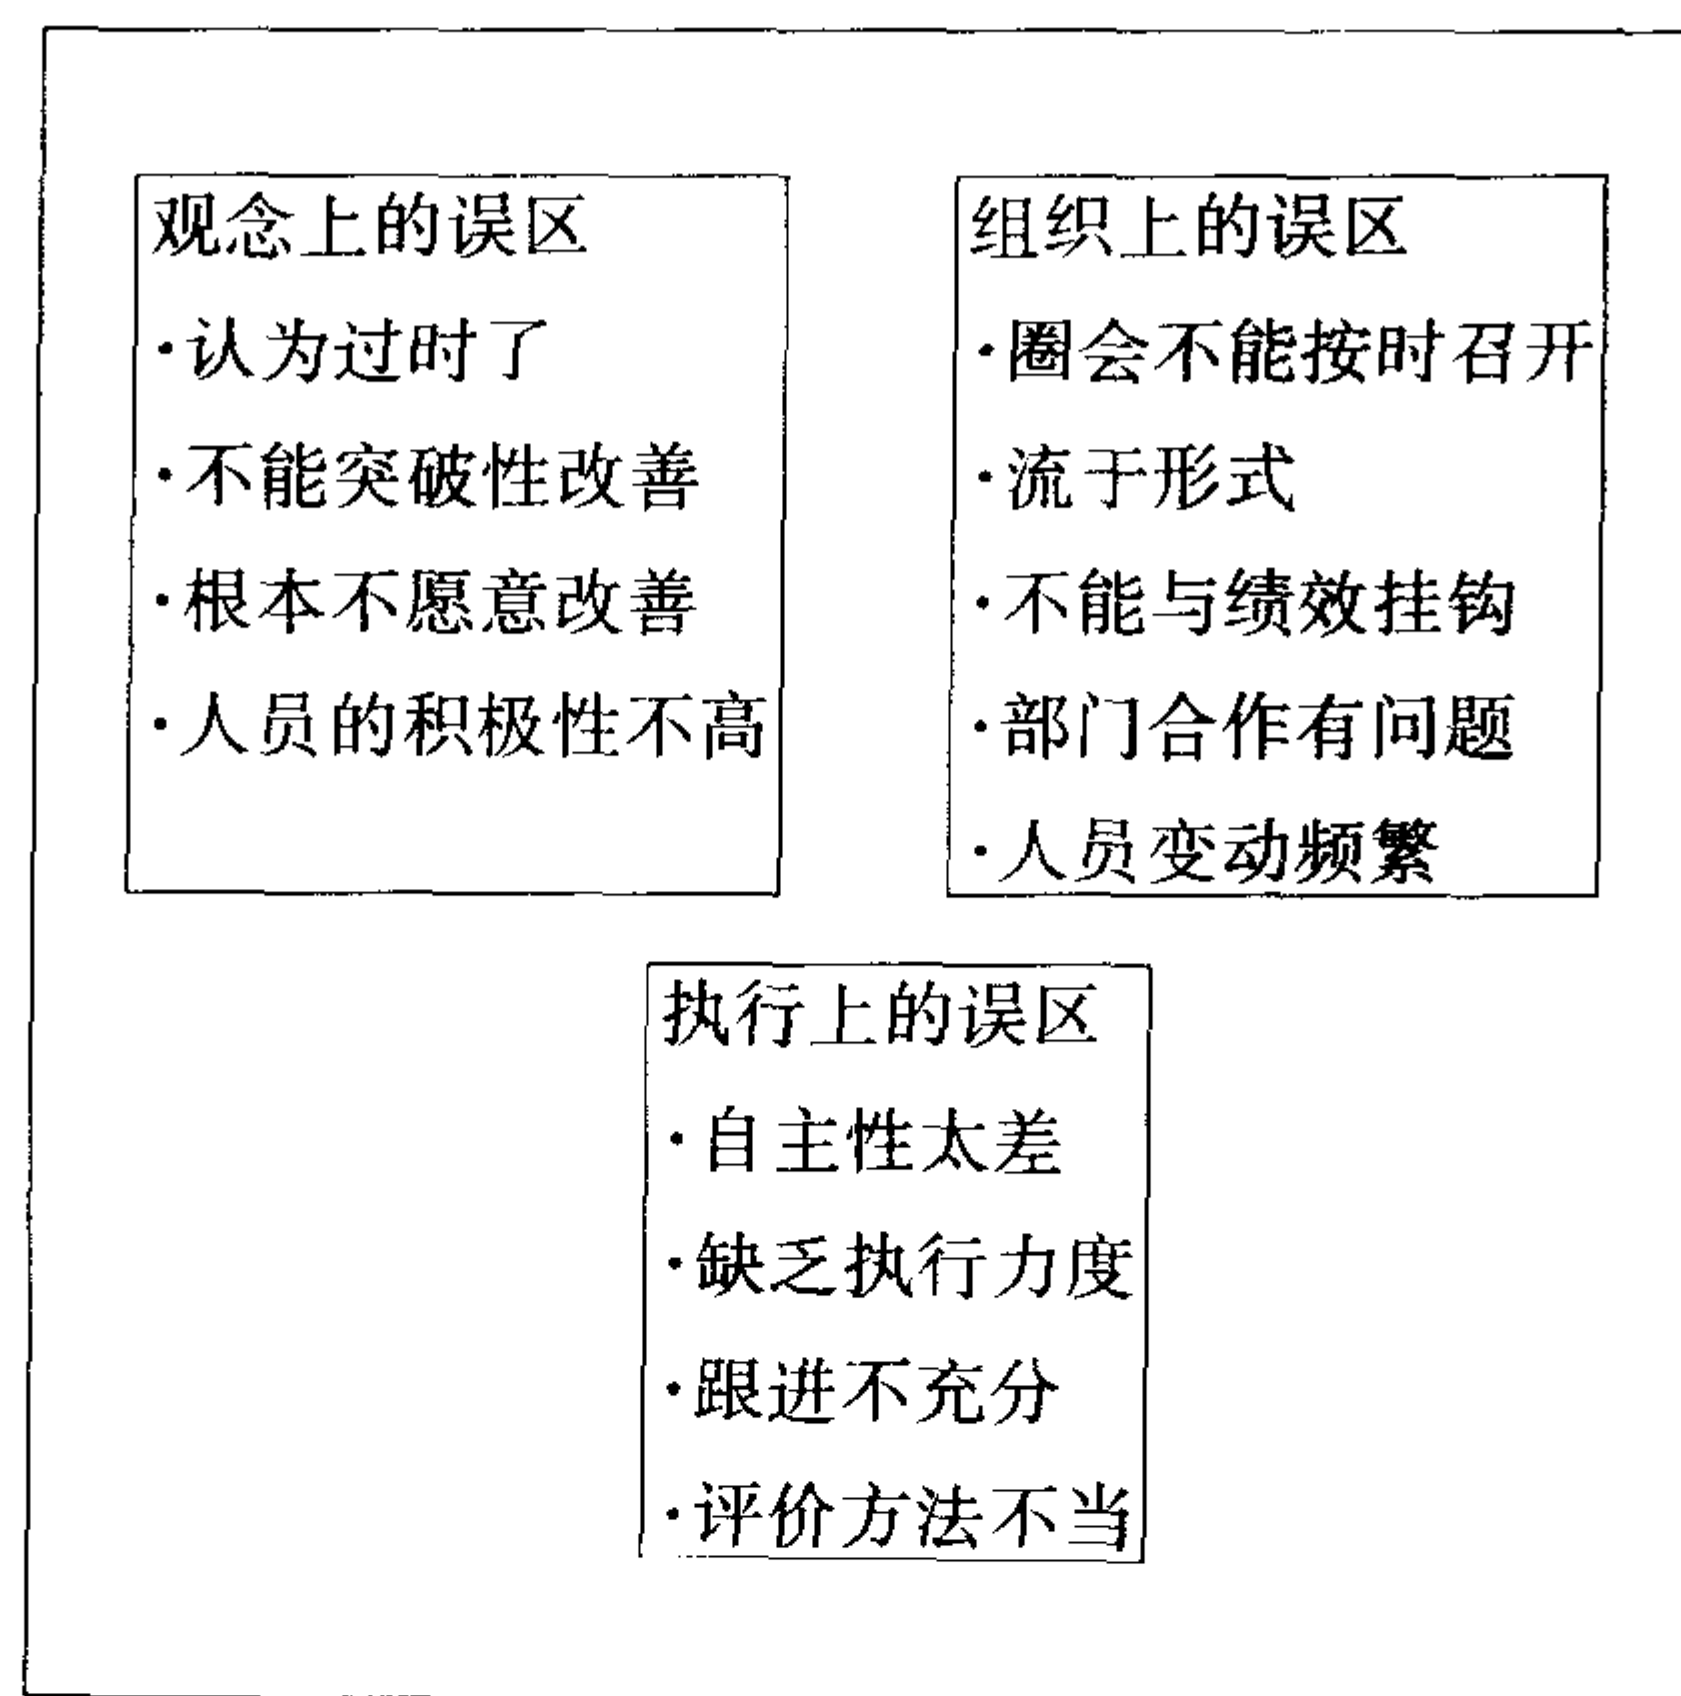 观念上的误区
·认为过时了
·不能突破性改善
·根本不愿意改善
·人员的积极性不高
组织上的误区
·圈会不能按时召开
·流于形式
·不能与绩效挂钩
·部门合作有问题
·人员变动频繁
执行上的误区
·自主性太差
·缺乏执行力度
·跟进不充分
·评价方法不当